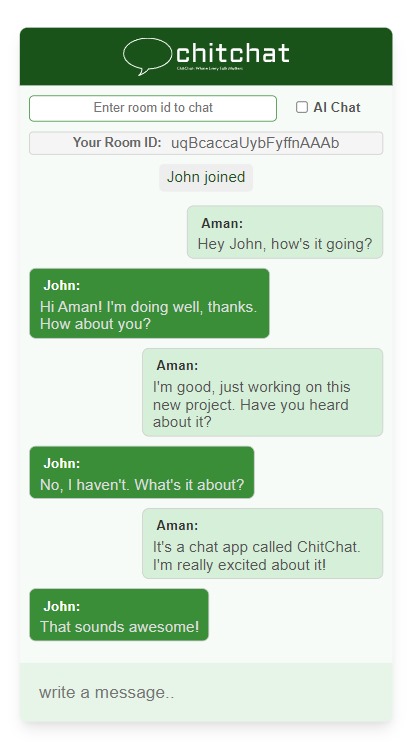 chitchat
ChitChat: Where Every Talk Matters
Enter room id to chat
AI Chat
Your Room ID: uqBcaccaUybFyffnAAAb
John joined
Aman:
Hey John, how's it going?
John:
Hi Aman! I'm doing well, thanks.
How about you?
Aman:
I'm good, just working on this
new project. Have you heard
about it?
John:
No, I haven't. What's it about?
Aman:
It's a chat app called ChitChat.
I'm really excited about it!
John:
That sounds awesome!
write a message..